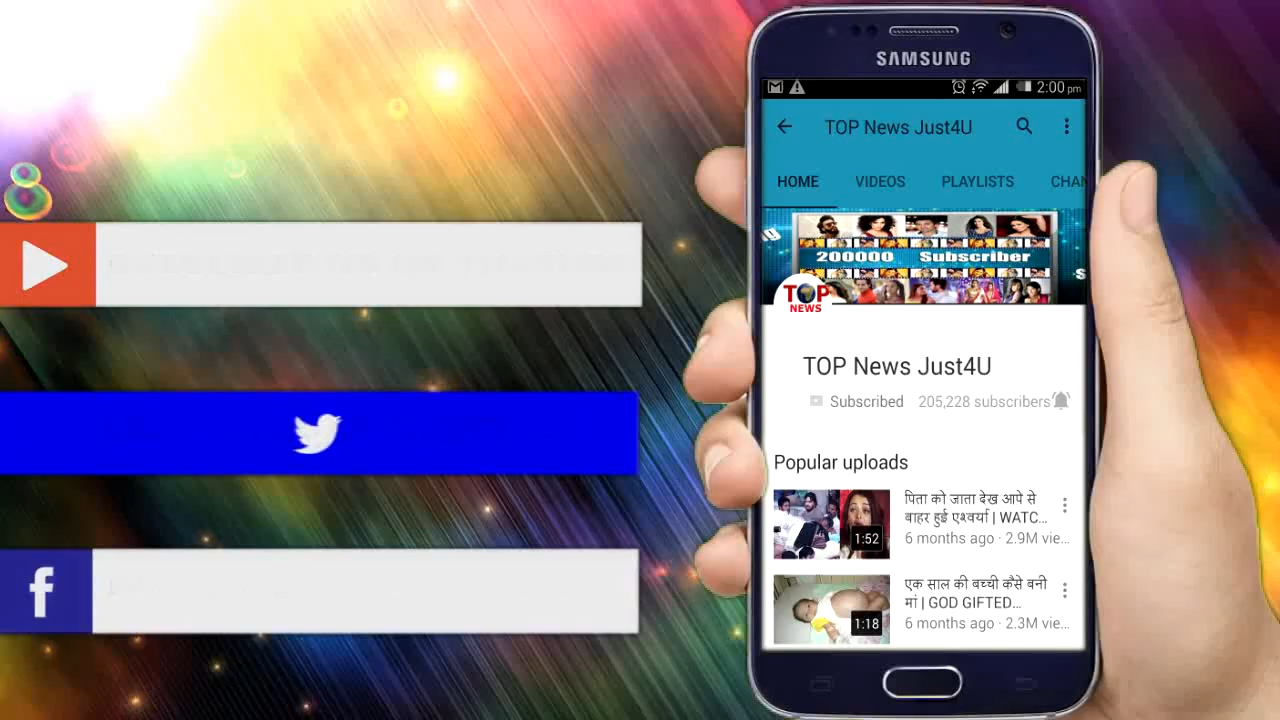 SAMSUNG
2:00 pm
TOP News Just4U
HOME VIDEOS PLAYLISTS CHAN
200000 Subscriber
TOP
NEWS
TOP News Just4U
Subscribed 205,228 subscribers
Popular uploads
पिता को जाता देख आपे से
बाहर हुई एश्वर्या | WATC...
6 months ago · 2.9M vie...
1:52
एक साल की बच्ची कैसे बनी
मां | GOD GIFTED...
6 months ago · 2.3M vie...
1:18